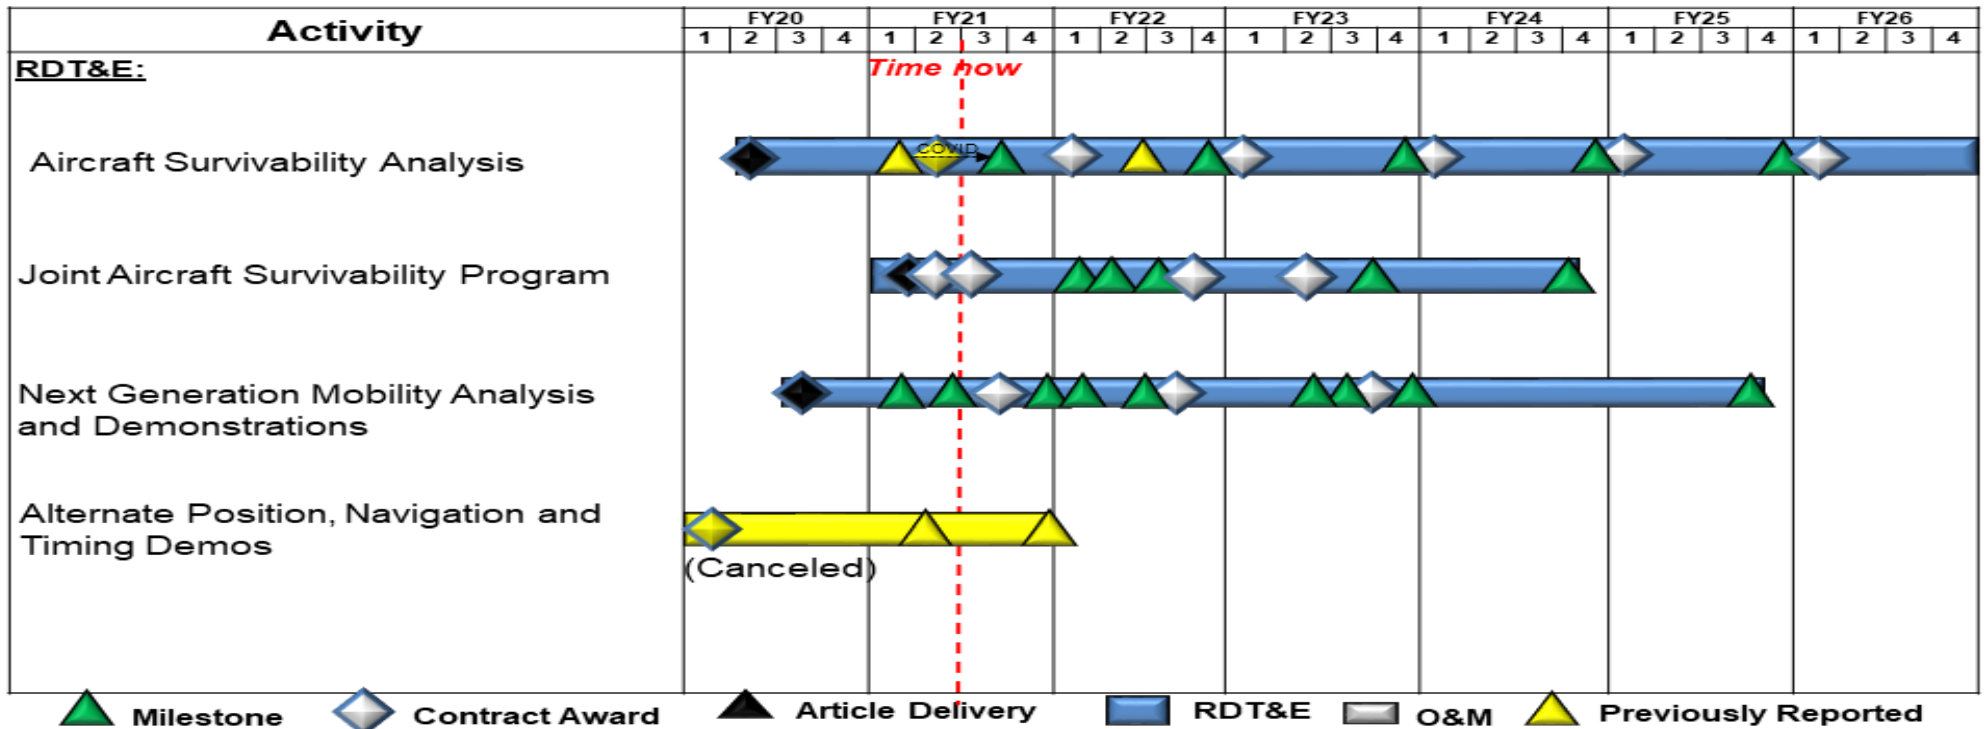 Activity
FY20 FY21 FY22 FY23 FY24 FY25 FY26
1 2 3 4 1 2 3 4 1 2 3 4 1 2 3 4 1 2 3 4 1 2 3 4 1 2 3 4
RDT&E:
Time now
Aircraft Survivability Analysis
COVID
Joint Aircraft Survivability Program
Next Generation Mobility Analysis
and Demonstrations
Alternate Position, Navigation and
Timing Demos
(Canceled)
Milestone Contract Award Article Delivery RDT&E O&M Previously Reported